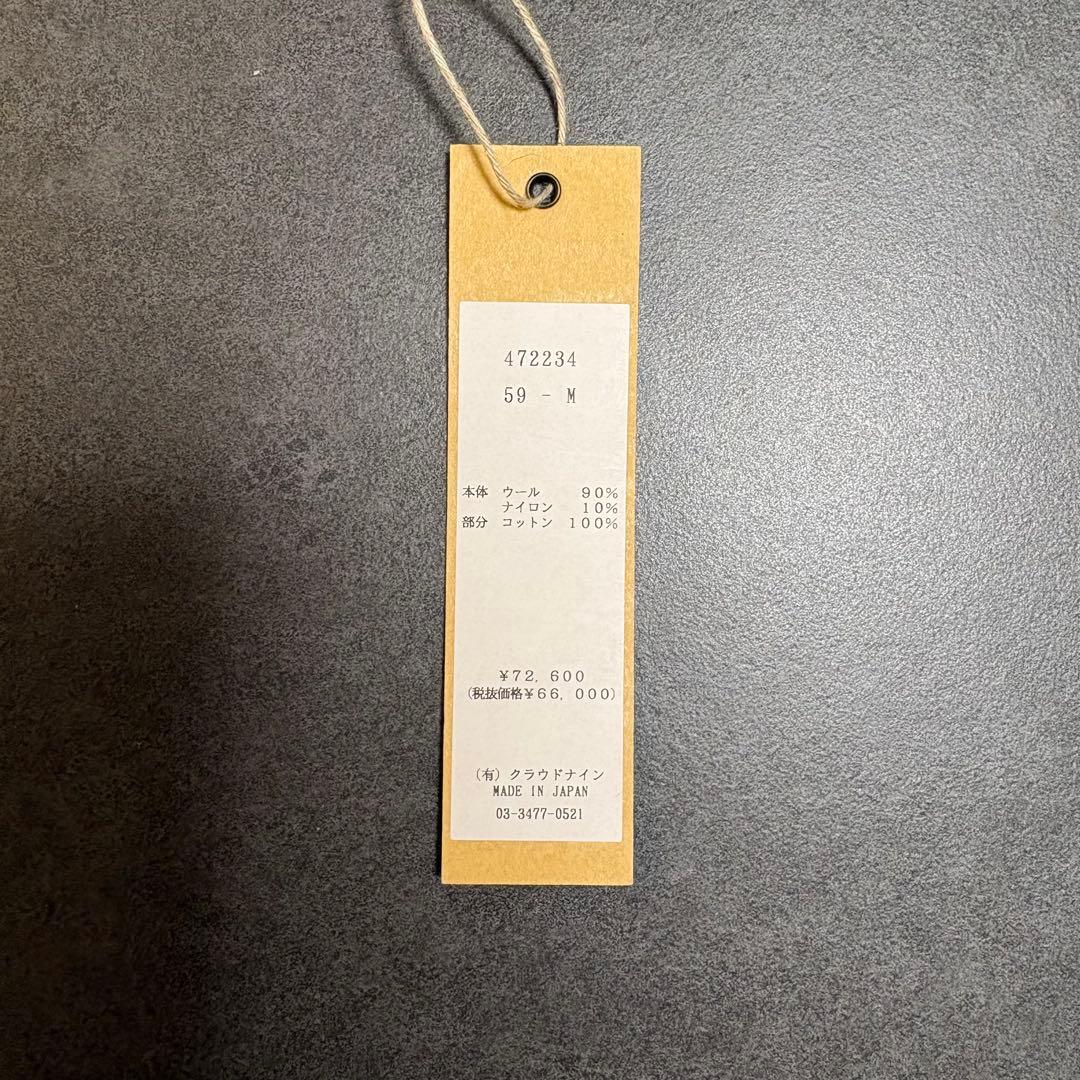 472234
59 - M
本体 ウール 90%
ナイロン 10%
部分 コットン 100%
¥72,600
(税抜価格¥66,000)
(有)クラウドナイン
MADE IN JAPAN
03-3477-0521